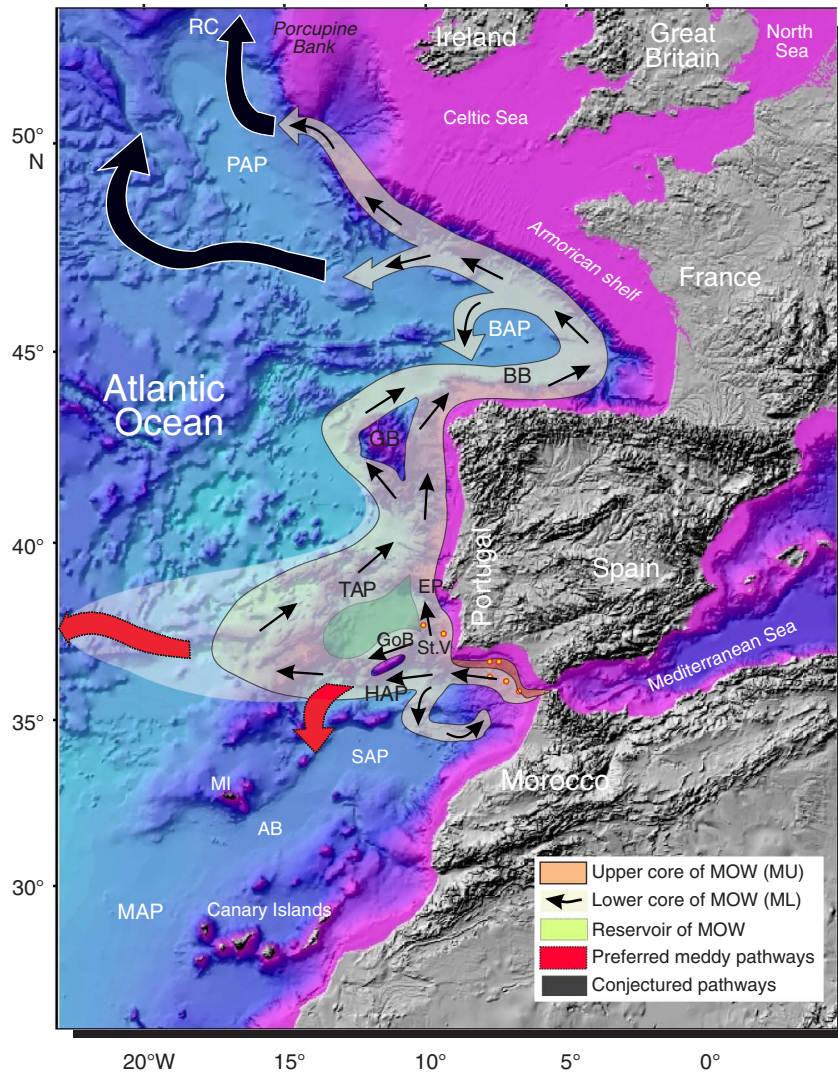 RC
Porcupine
Bank
Ireland
Great
Britain
North
Sea
Celtic Sea
50°
N
PAP
Armorican shelf
France
BAP
45°
BB
Atlantic
Ocean
GB
40°
Portugal
Spain
TAP
EP
GoB
St.V
Mediterranean Sea
HAP
35°
SAP
Morocco
MI
AB
30°
MAP
Canary Islands
Upper core of MOW (MU)
Lower core of MOW (ML)
Reservoir of MOW
Preferred meddy pathways
Conjectured pathways
20°W
15°
10°
5°
0°